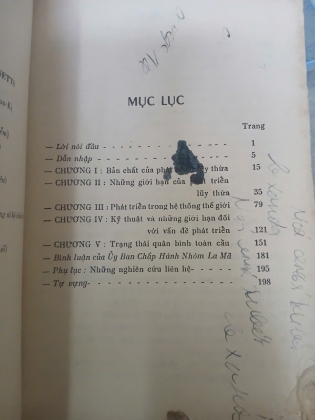 MỤC LỤC
Trang
— Lời nói đầu 1
— Dẫn nhập 5
— CHƯƠNG I : Bản chất của phát lũy thừa 15
— CHƯƠNG II : Những giới hạn của phát triển
lũy thừa 35
— CHƯƠNG III : Phát triển trong hệ thống thế giới 79
— CHƯƠNG IV : Kỹ thuật và những giới hạn đối
với vấn đề phát triển 121
— CHƯƠNG V : Trạng thái quân bình toàn cầu 151
— Bình luận của Ủy Ban Chấp Hành Nhóm La Mã 181
— Phụ lục : Những nghiên cứu liên hệ 195
— Tự vựng 198